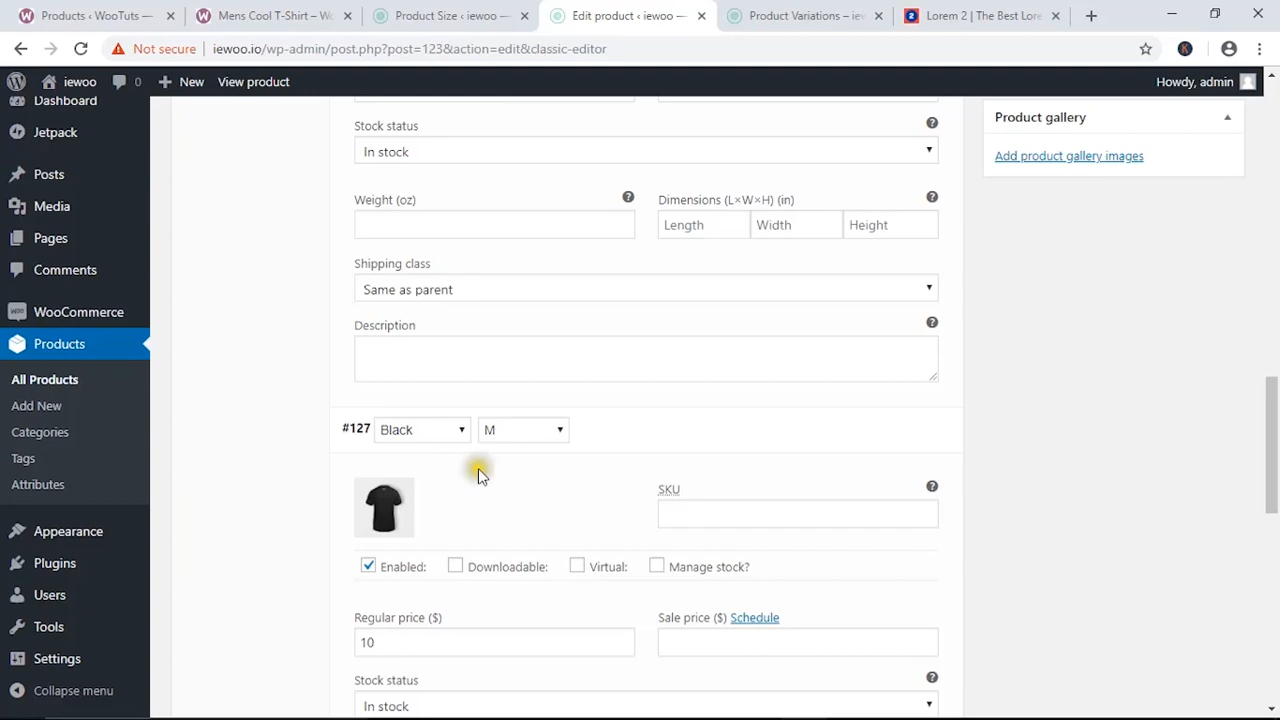 Products ‹ WooTuts —
Mens Cool T-Shirt – Wo
Product Size ‹ iewoo —
Edit product ‹ iewoo —
Product Variations – iew
Lorem 2 | The Best Lore
Not secure
iewoo.io/wp-admin/post.php?post=123&action=edit&classic-editor
iewoo
0
New
View product
Howdy, admin
Dashboard
Jetpack
Posts
Media
Pages
Comments
WooCommerce
Products
All Products
Add New
Categories
Tags
Attributes
Appearance
Plugins
Users
Tools
Settings
Collapse menu
Stock status
In stock
Weight (oz)
Dimensions (L×W×H) (in)
Length
Width
Height
Shipping class
Same as parent
Description
#127
Black
M
SKU
Enabled:
Downloadable:
Virtual:
Manage stock?
Regular price ($)
Sale price ($) Schedule
10
Stock status
In stock
Product gallery
Add product gallery images